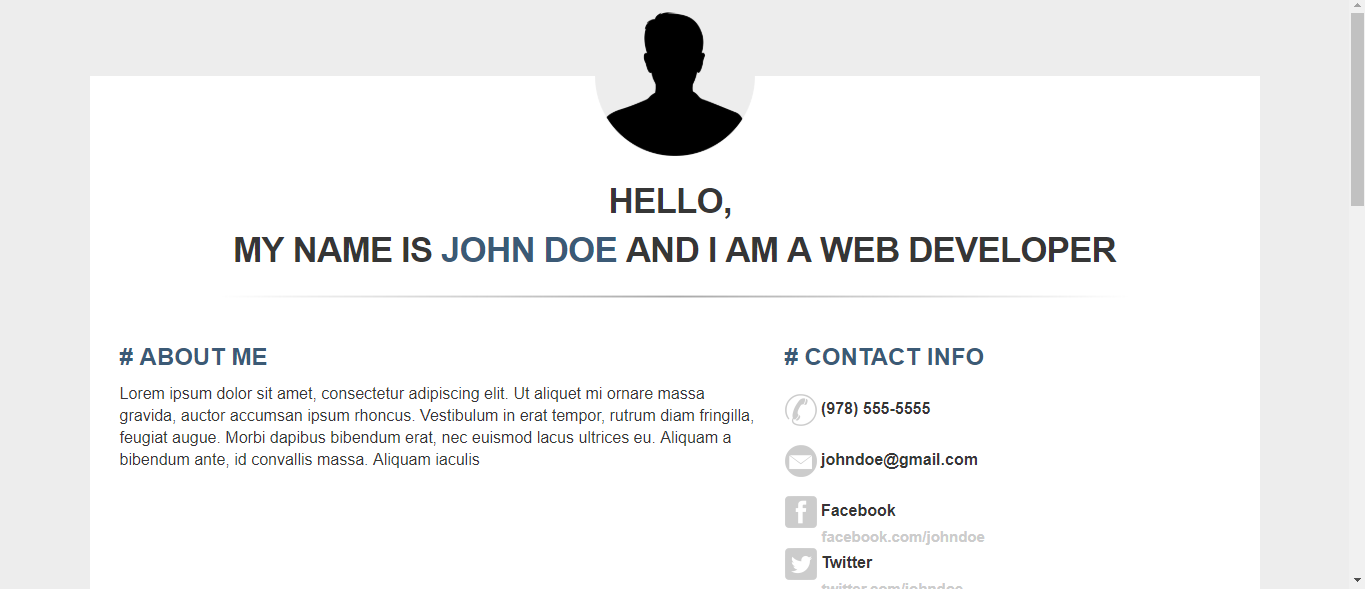 HELLO,
MY NAME IS JOHN DOE AND I AM A WEB DEVELOPER
# ABOUT ME
Lorem ipsum dolor sit amet, consectetur adipiscing elit. Ut aliquet mi ornare massa
gravida, auctor accumsan ipsum rhoncus. Vestibulum in erat tempor, rutrum diam fringilla,
feugiat augue. Morbi dapibus bibendum erat, nec euismod lacus ultrices eu. Aliquam a
bibendum ante, id convallis massa. Aliquam iaculis
# CONTACT INFO
(978) 555-5555
johndoe@gmail.com
Facebook
facebook.com/johndoe
Twitter
twitter.com/johndoe